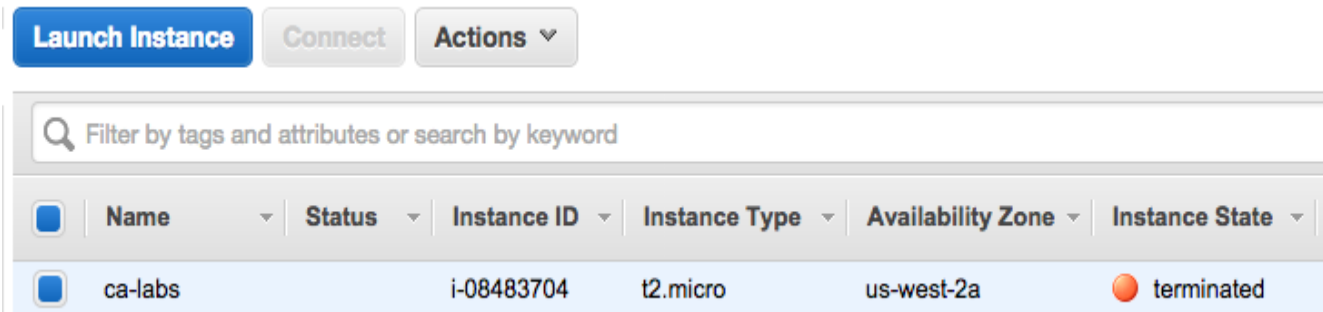 Launch Instance Connect Actions
Filter by tags and attributes or search by keyword
Name Status Instance ID Instance Type Availability Zone Instance State
ca-labs i-08483704 t2.micro us-west-2a terminated